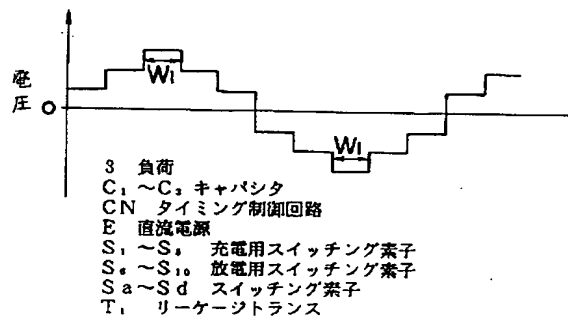 電圧
O
W₁
W₁
3 負荷
C₁～C₃ キャパシタ
CN タイミング制御回路
E 直流電源
S₁～S₅ 充電用スイッチング素子
S₆～S₁₀ 放電用スイッチング素子
Sa～Sd スイッチング素子
T₁ リーケージトランス